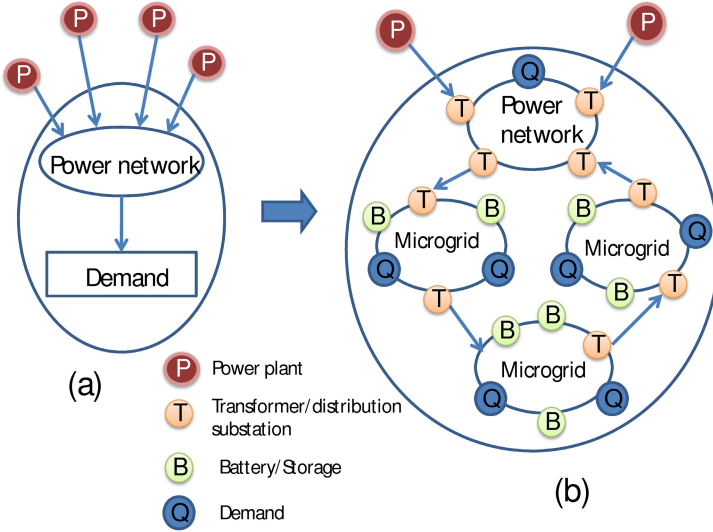 P
P
P
P
Power network
Demand
(a)
P
P
Q
T
T
Power
network
T
T
T
T
B
B
B
Q
Microgrid
Microgrid
Q
Q
Q
B
T
T
B
B
T
Microgrid
Q
Q
B
(b)
P
Power plant
T
Transformer/distribution
substation
B
Battery/Storage
Q
Demand